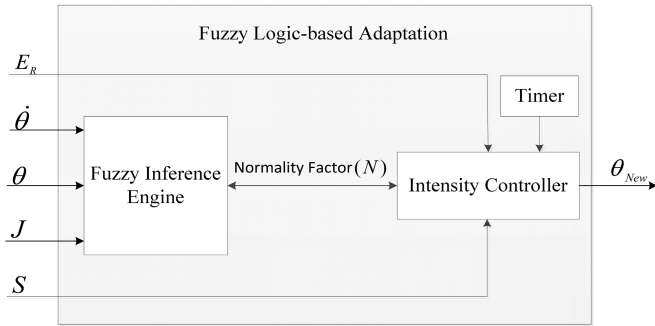 Fuzzy Logic-based Adaptation
E_R
Timer
θ̇
Fuzzy Inference
Engine
Normality Factor(N)
Intensity Controller
θ_New
θ
J
S